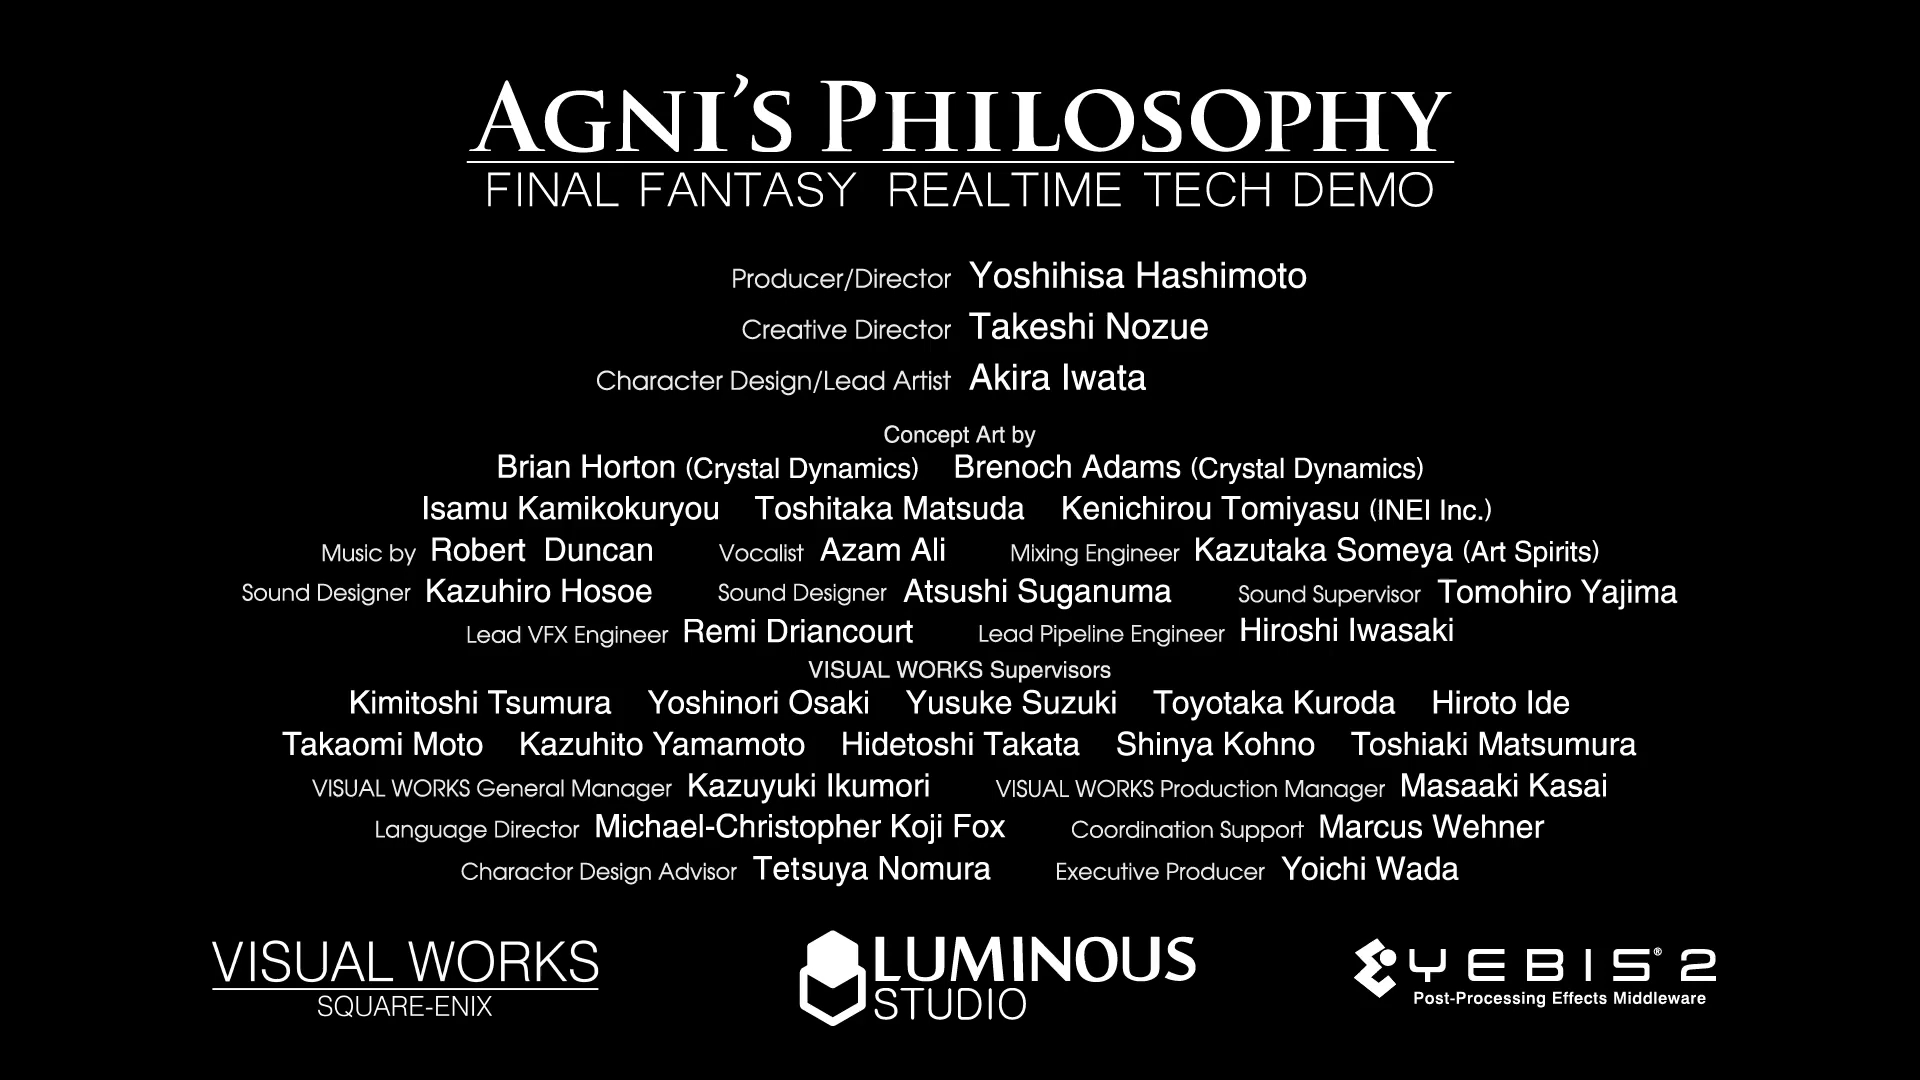 AGNI'S PHILOSOPHY
FINAL FANTASY REALTIME TECH DEMO
Producer/Director Yoshihisa Hashimoto
Creative Director Takeshi Nozue
Character Design/Lead Artist Akira Iwata
Concept Art by
Brian Horton (Crystal Dynamics) Brenoch Adams (Crystal Dynamics)
Isamu Kamikokuryou Toshitaka Matsuda Kenichirou Tomiyasu (INEI Inc.)
Music by Robert Duncan Vocalist Azam Ali Mixing Engineer Kazutaka Someya (Art Spirits)
Sound Designer Kazuhiro Hosoe Sound Designer Atsushi Suganuma Sound Supervisor Tomohiro Yajima
Lead VFX Engineer Remi Driancourt Lead Pipeline Engineer Hiroshi Iwasaki
VISUAL WORKS Supervisors
Kimitoshi Tsumura Yoshinori Osaki Yusuke Suzuki Toyotaka Kuroda Hiroto Ide
Takaomi Moto Kazuhito Yamamoto Hidetoshi Takata Shinya Kohno Toshiaki Matsumura
VISUAL WORKS General Manager Kazuyuki Ikumori VISUAL WORKS Production Manager Masaaki Kasai
Language Director Michael-Christopher Koji Fox Coordination Support Marcus Wehner
Charactor Design Advisor Tetsuya Nomura Executive Producer Yoichi Wada
VISUAL WORKS
SQUARE-ENIX
LUMINOUS
STUDIO
YEBIS® 2
Post-Processing Effects Middleware